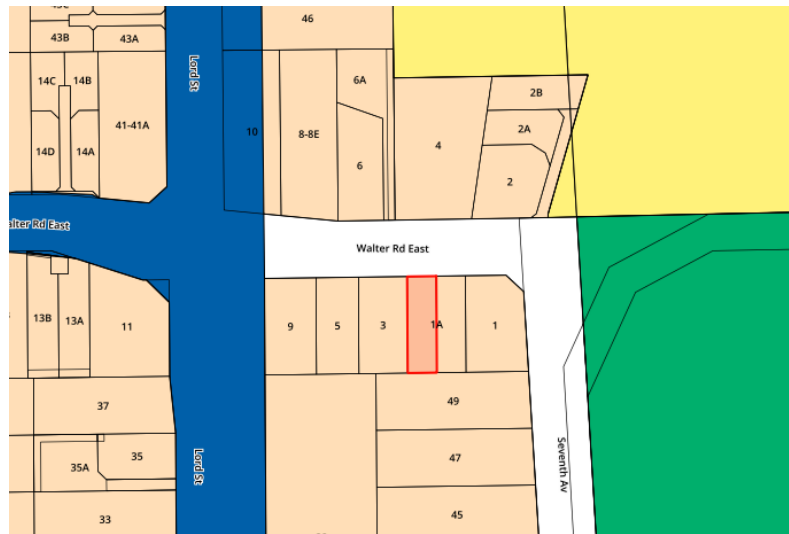 46
43B
43A
Lord St
14C
14B
6A
2B
41-41A
10
8-8E
2A
4
14D
14A
6
2
alter Rd East
Walter Rd East
13B
13A
11
9
5
3
1A
1
37
49
35A
35
Lord St
47
Seventh Av
33
45